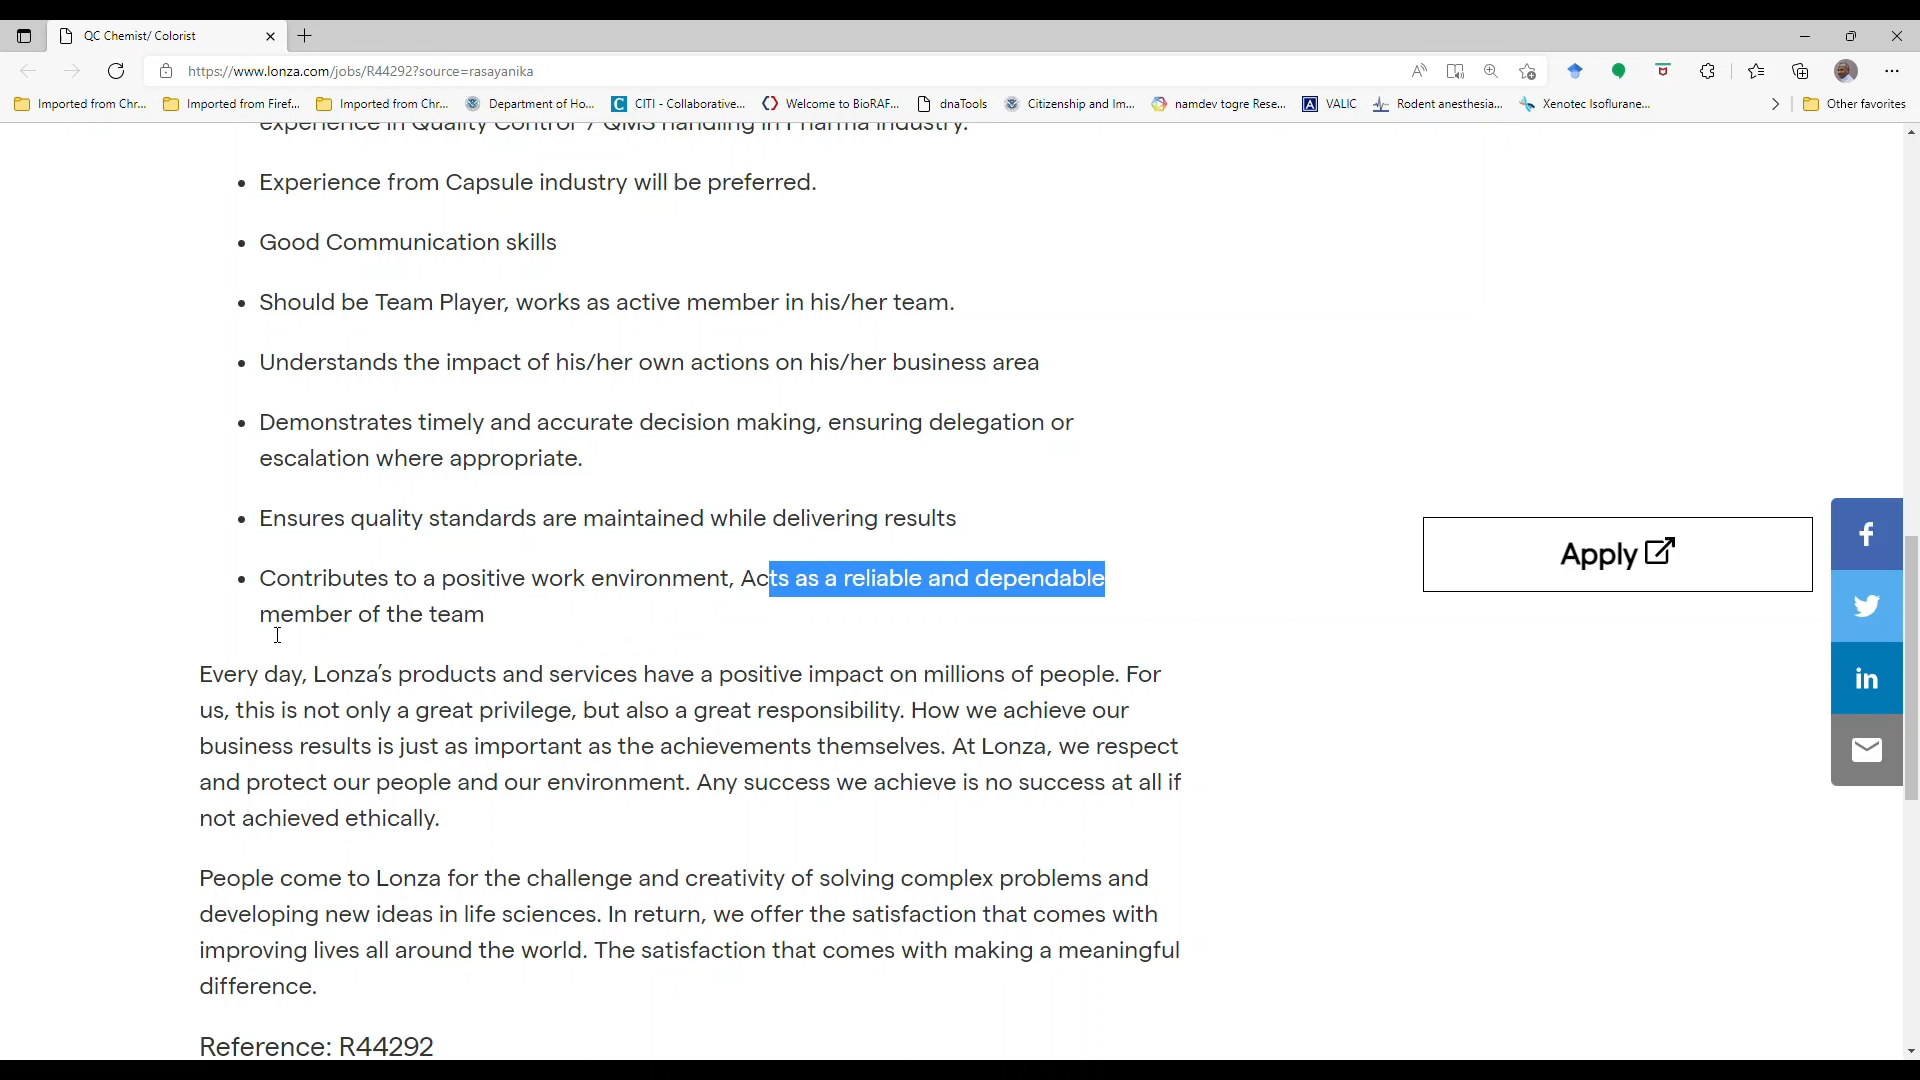 QC Chemist/ Colorist
https://www.lonza.com/jobs/R44292?source=rasayanika
Imported from Chr...
Imported from Firef...
Imported from Chr...
Department of Ho...
CITI - Collaborative...
Welcome to BioRAF...
dnaTools
Citizenship and Im...
namdev togre Rese...
VALIC
Rodent anesthesia...
Xenotec Isoflurane...
Other favorites
experience in Quality Control / QMS handling in Pharma industry.
• Experience from Capsule industry will be preferred.
• Good Communication skills
• Should be Team Player, works as active member in his/her team.
• Understands the impact of his/her own actions on his/her business area
• Demonstrates timely and accurate decision making, ensuring delegation or
escalation where appropriate.
• Ensures quality standards are maintained while delivering results
• Contributes to a positive work environment, Acts as a reliable and dependable
member of the team
Apply
Every day, Lonza’s products and services have a positive impact on millions of people. For
us, this is not only a great privilege, but also a great responsibility. How we achieve our
business results is just as important as the achievements themselves. At Lonza, we respect
and protect our people and our environment. Any success we achieve is no success at all if
not achieved ethically.
People come to Lonza for the challenge and creativity of solving complex problems and
developing new ideas in life sciences. In return, we offer the satisfaction that comes with
improving lives all around the world. The satisfaction that comes with making a meaningful
difference.
Reference: R44292